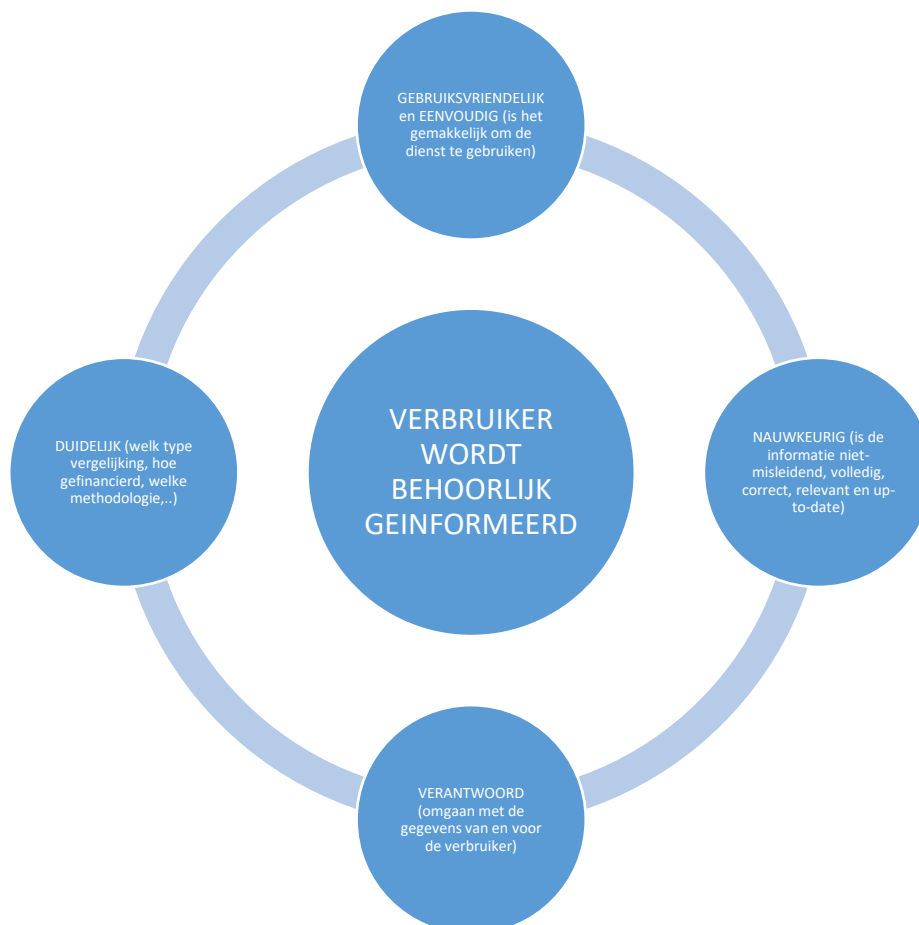 GEBRUIKSVRIENDELIJK
en EENVOUDIG (is het
gemakkelijk om de
dienst te gebruiken)
DUIDELIJK (welk type
vergelijking, hoe
gefinancierd, welke
methodologie,..)
VERBRUIKER
WORDT
BEHOORLIJK
GEINFORMEERD
NAUWKEURIG (is de
informatie niet-
misleidend, volledig,
correct, relevant en up-
to-date)
VERANTWOORD
(omgaan met de
gegevens van en voor
de verbruiker)